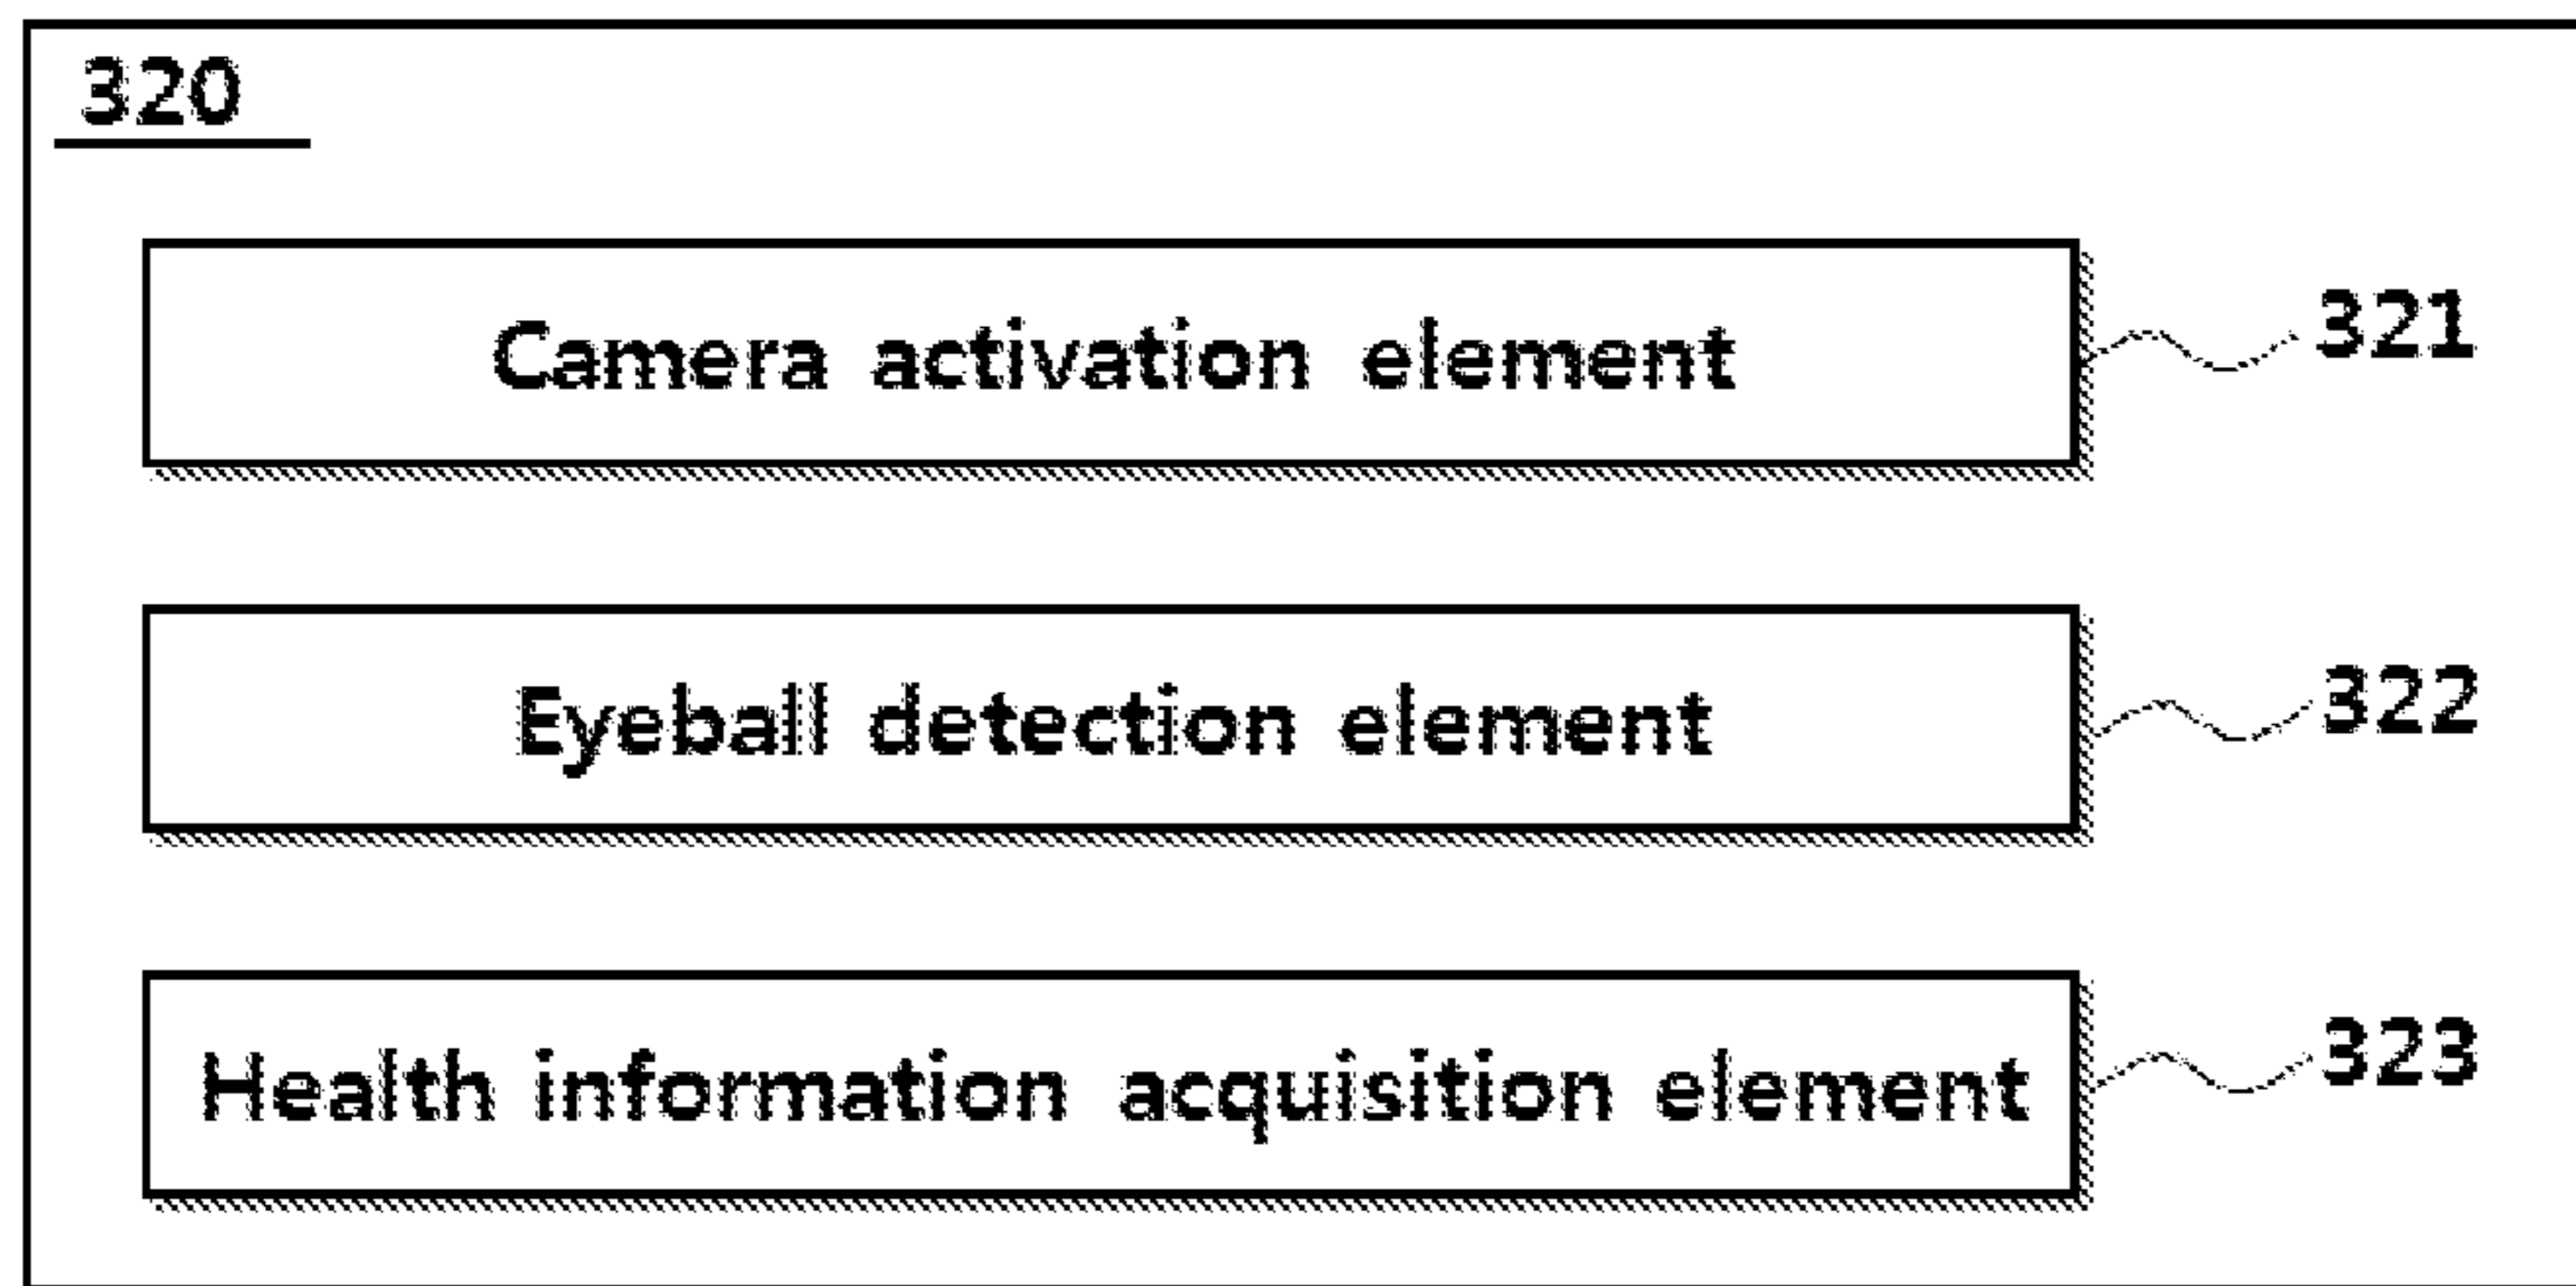 320
Camera activation element 321
Eyeball detection element 322
Health information acquisition element 323